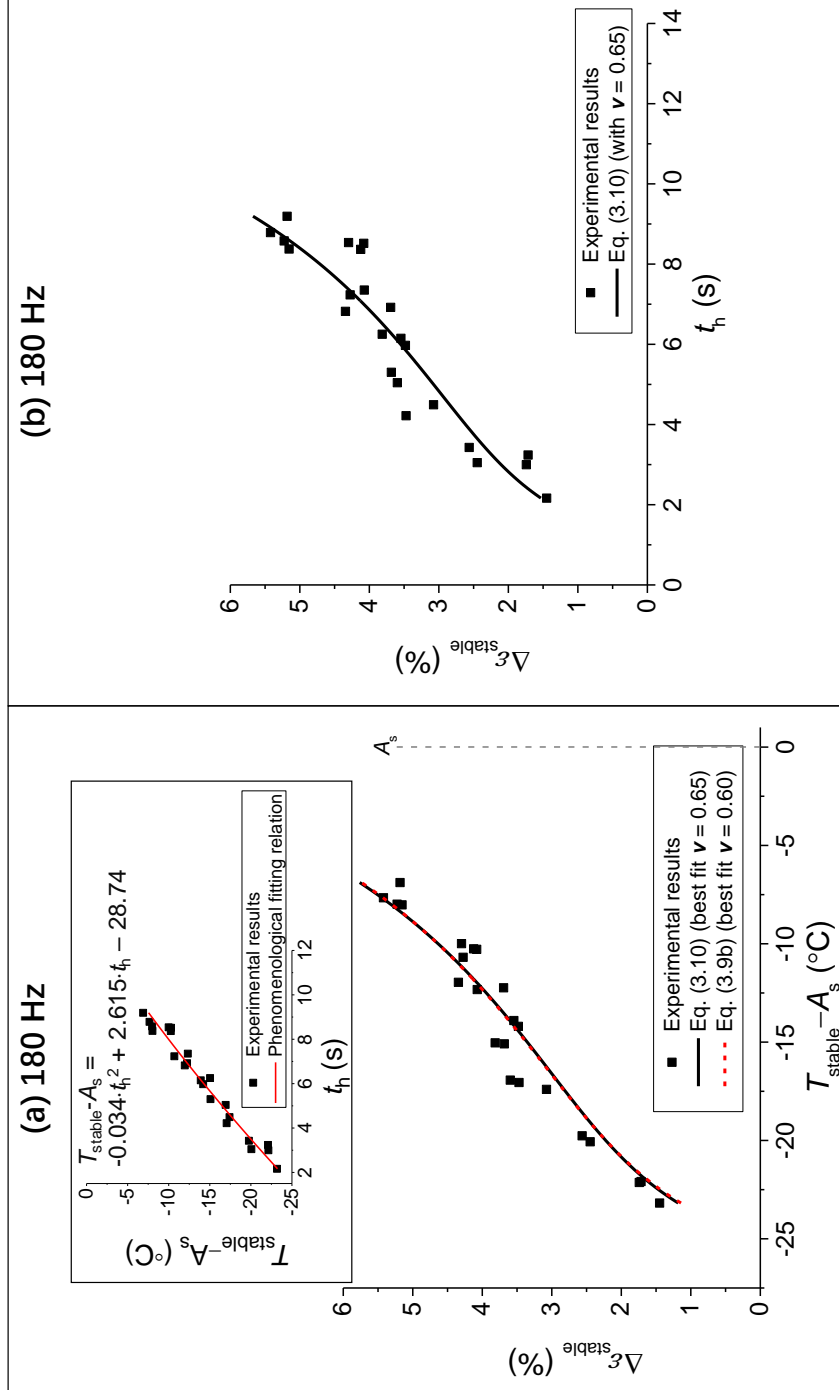 (a) 180 Hz
T_stable-A_s =
-0.034·t_h² + 2.615·t_h − 28.74
0
-5
-10
-15
-20
-25
T_stable−A_s (°C)
2
4
6
8
10
12
t_h (s)
Experimental results
Phenomenological fitting relation
A_s
6
5
4
3
2
1
0
Δε_stable (%)
-25
-20
-15
-10
-5
0
T_stable−A_s (°C)
Experimental results
Eq. (3.10) (best fit v = 0.65)
Eq. (3.9b) (best fit v = 0.60)
(b) 180 Hz
6
5
4
3
2
1
0
Δε_stable (%)
0
2
4
6
8
10
12
14
t_h (s)
Experimental results
Eq. (3.10) (with v = 0.65)